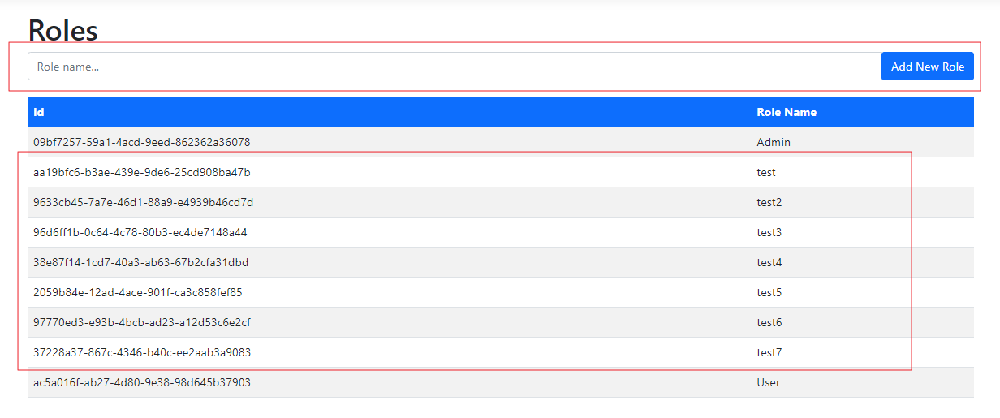 Roles
Role name...
Add New Role
Id Role Name
09bf7257-59a1-4acd-9eed-862362a36078 Admin
aa19bfc6-b3ae-439e-9de6-25cd908ba47b test
9633cb45-7a7e-46d1-88a9-e4939b46cd7d test2
96d6ff1b-0c64-4c78-80b3-ec4de7148a44 test3
38e87f14-1cd7-40a3-ab63-67b2cfa31dbd test4
2059b84e-12ad-4ace-901f-ca3c858fef85 test5
97770ed3-e93b-4bcb-ad23-a12d53c6e2cf test6
37228a37-867c-4346-b40c-ee2aab3a9083 test7
ac5a016f-ab27-4d80-9e38-98d645b37903 User